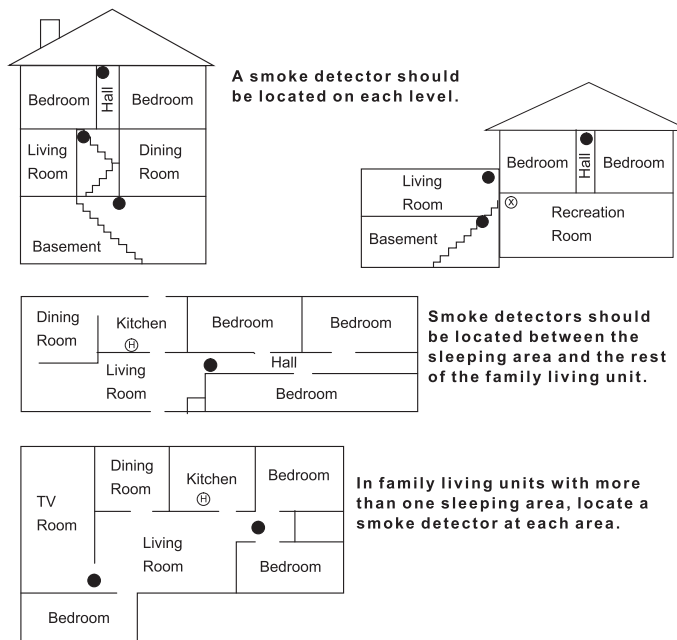 A smoke detector should
be located on each level.
Bedroom
Hall
Bedroom
Living
Room
Dining
Room
Basement
Bedroom
Hall
Bedroom
Living
Room
X
Recreation
Room
Basement
Dining
Room
Kitchen
H
Bedroom
Bedroom
Living
Room
Hall
Bedroom
Smoke detectors should
be located between the
sleeping area and the rest
of the family living unit.
TV
Room
Dining
Room
Kitchen
H
Bedroom
Living
Room
Bedroom
Bedroom
In family living units with more
than one sleeping area, locate a
smoke detector at each area.